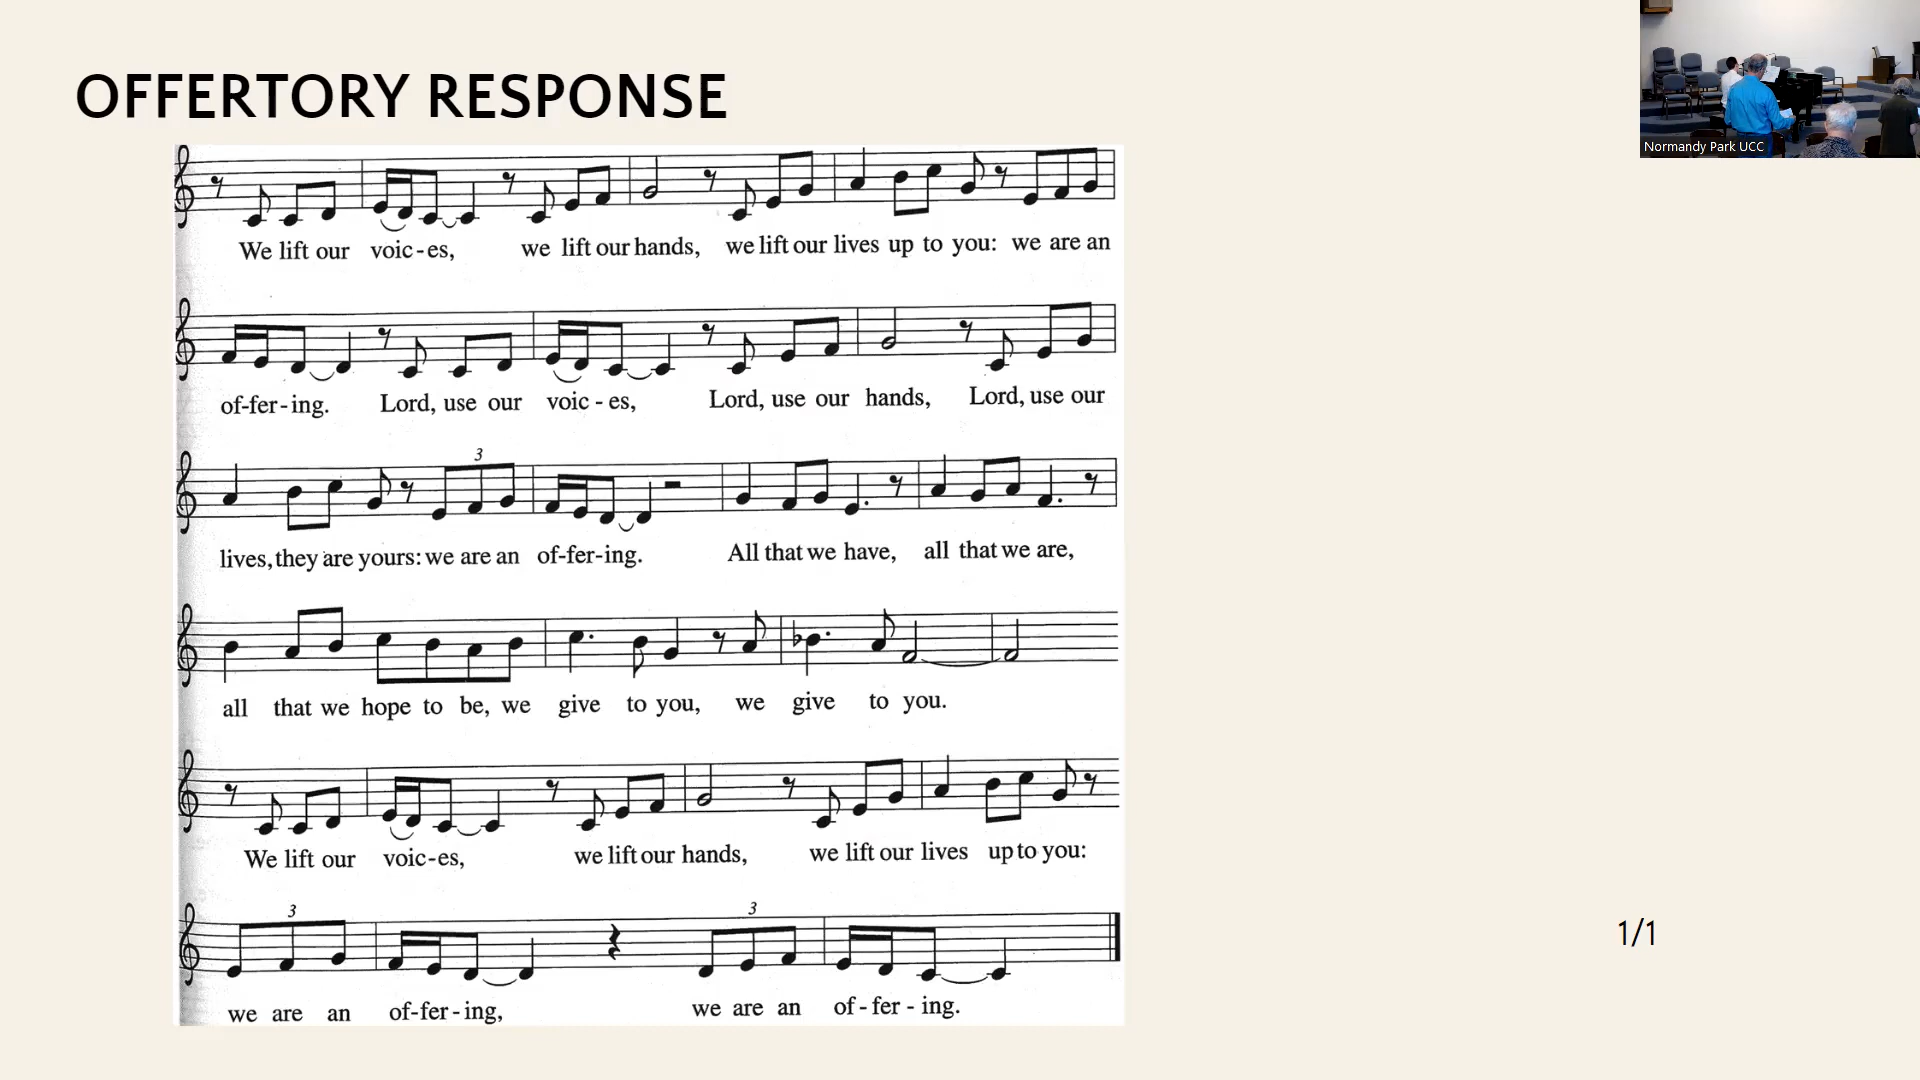 OFFERTORY RESPONSE
Normandy Park UCC
We lift our voic-es, we lift our hands, we lift our lives up to you: we are an
of-fer-ing. Lord, use our voic-es, Lord, use our hands, Lord, use our
3
lives, they are yours: we are an of-fer-ing. All that we have, all that we are,
all that we hope to be, we give to you, we give to you.
We lift our voic-es, we lift our hands, we lift our lives up to you:
3 3
we are an of-fer-ing, we are an of-fer-ing.
1/1